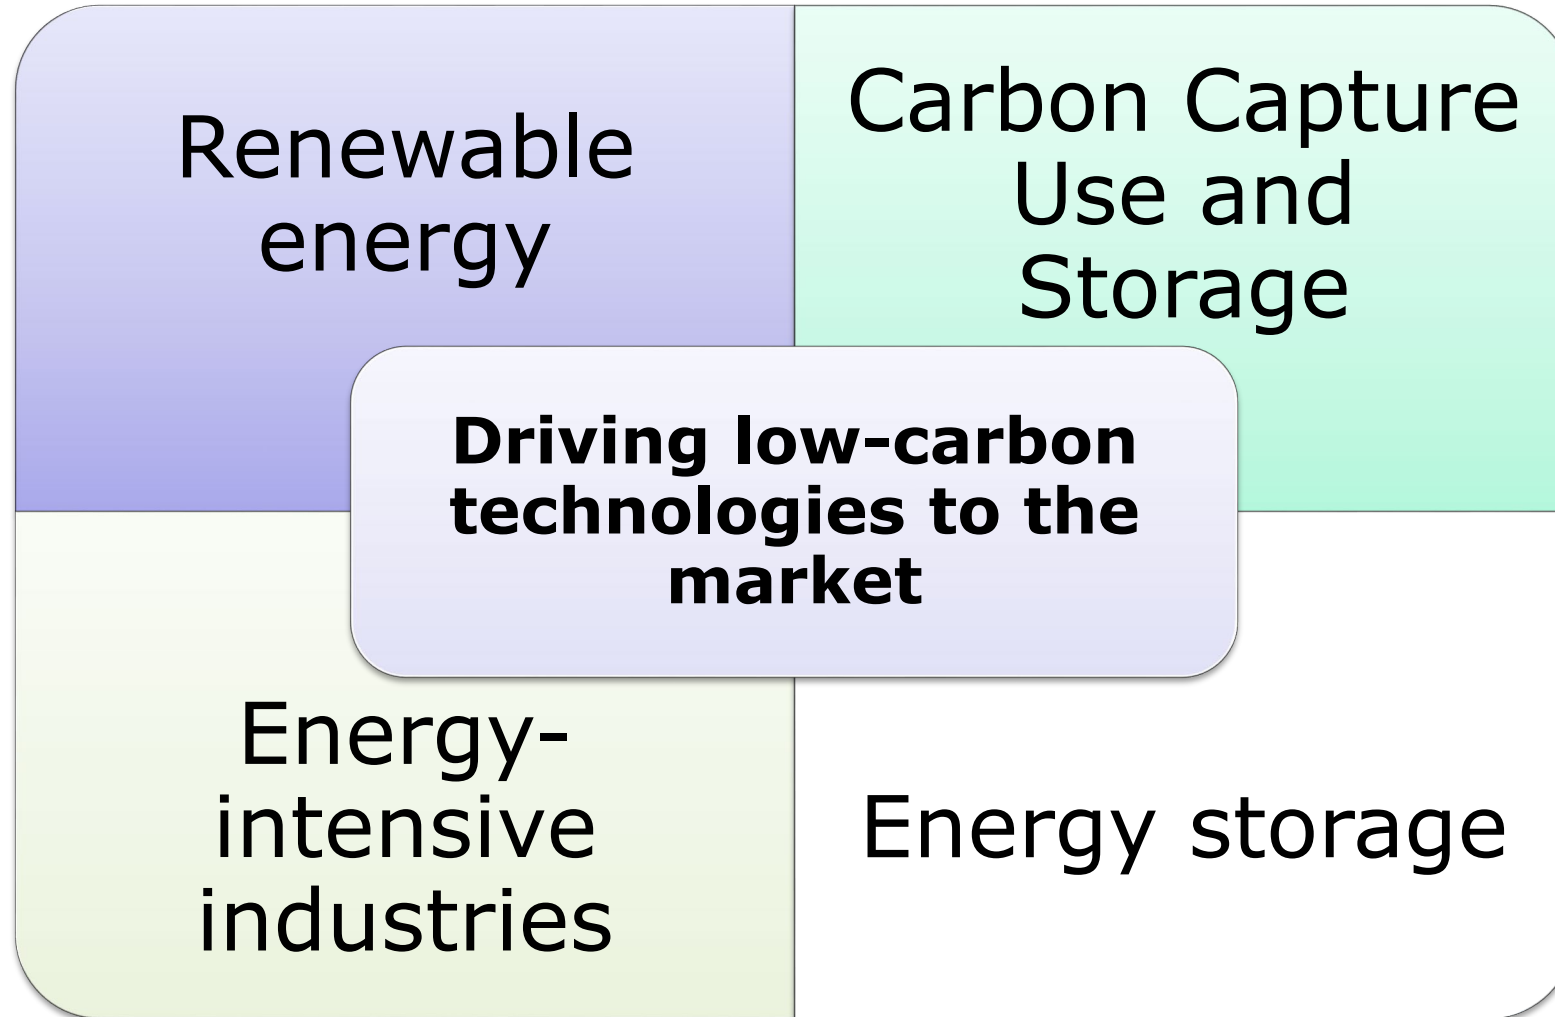 Renewable
energy
Carbon Capture
Use and
Storage
Driving low-carbon
technologies to the
market
Energy-
intensive
industries
Energy storage